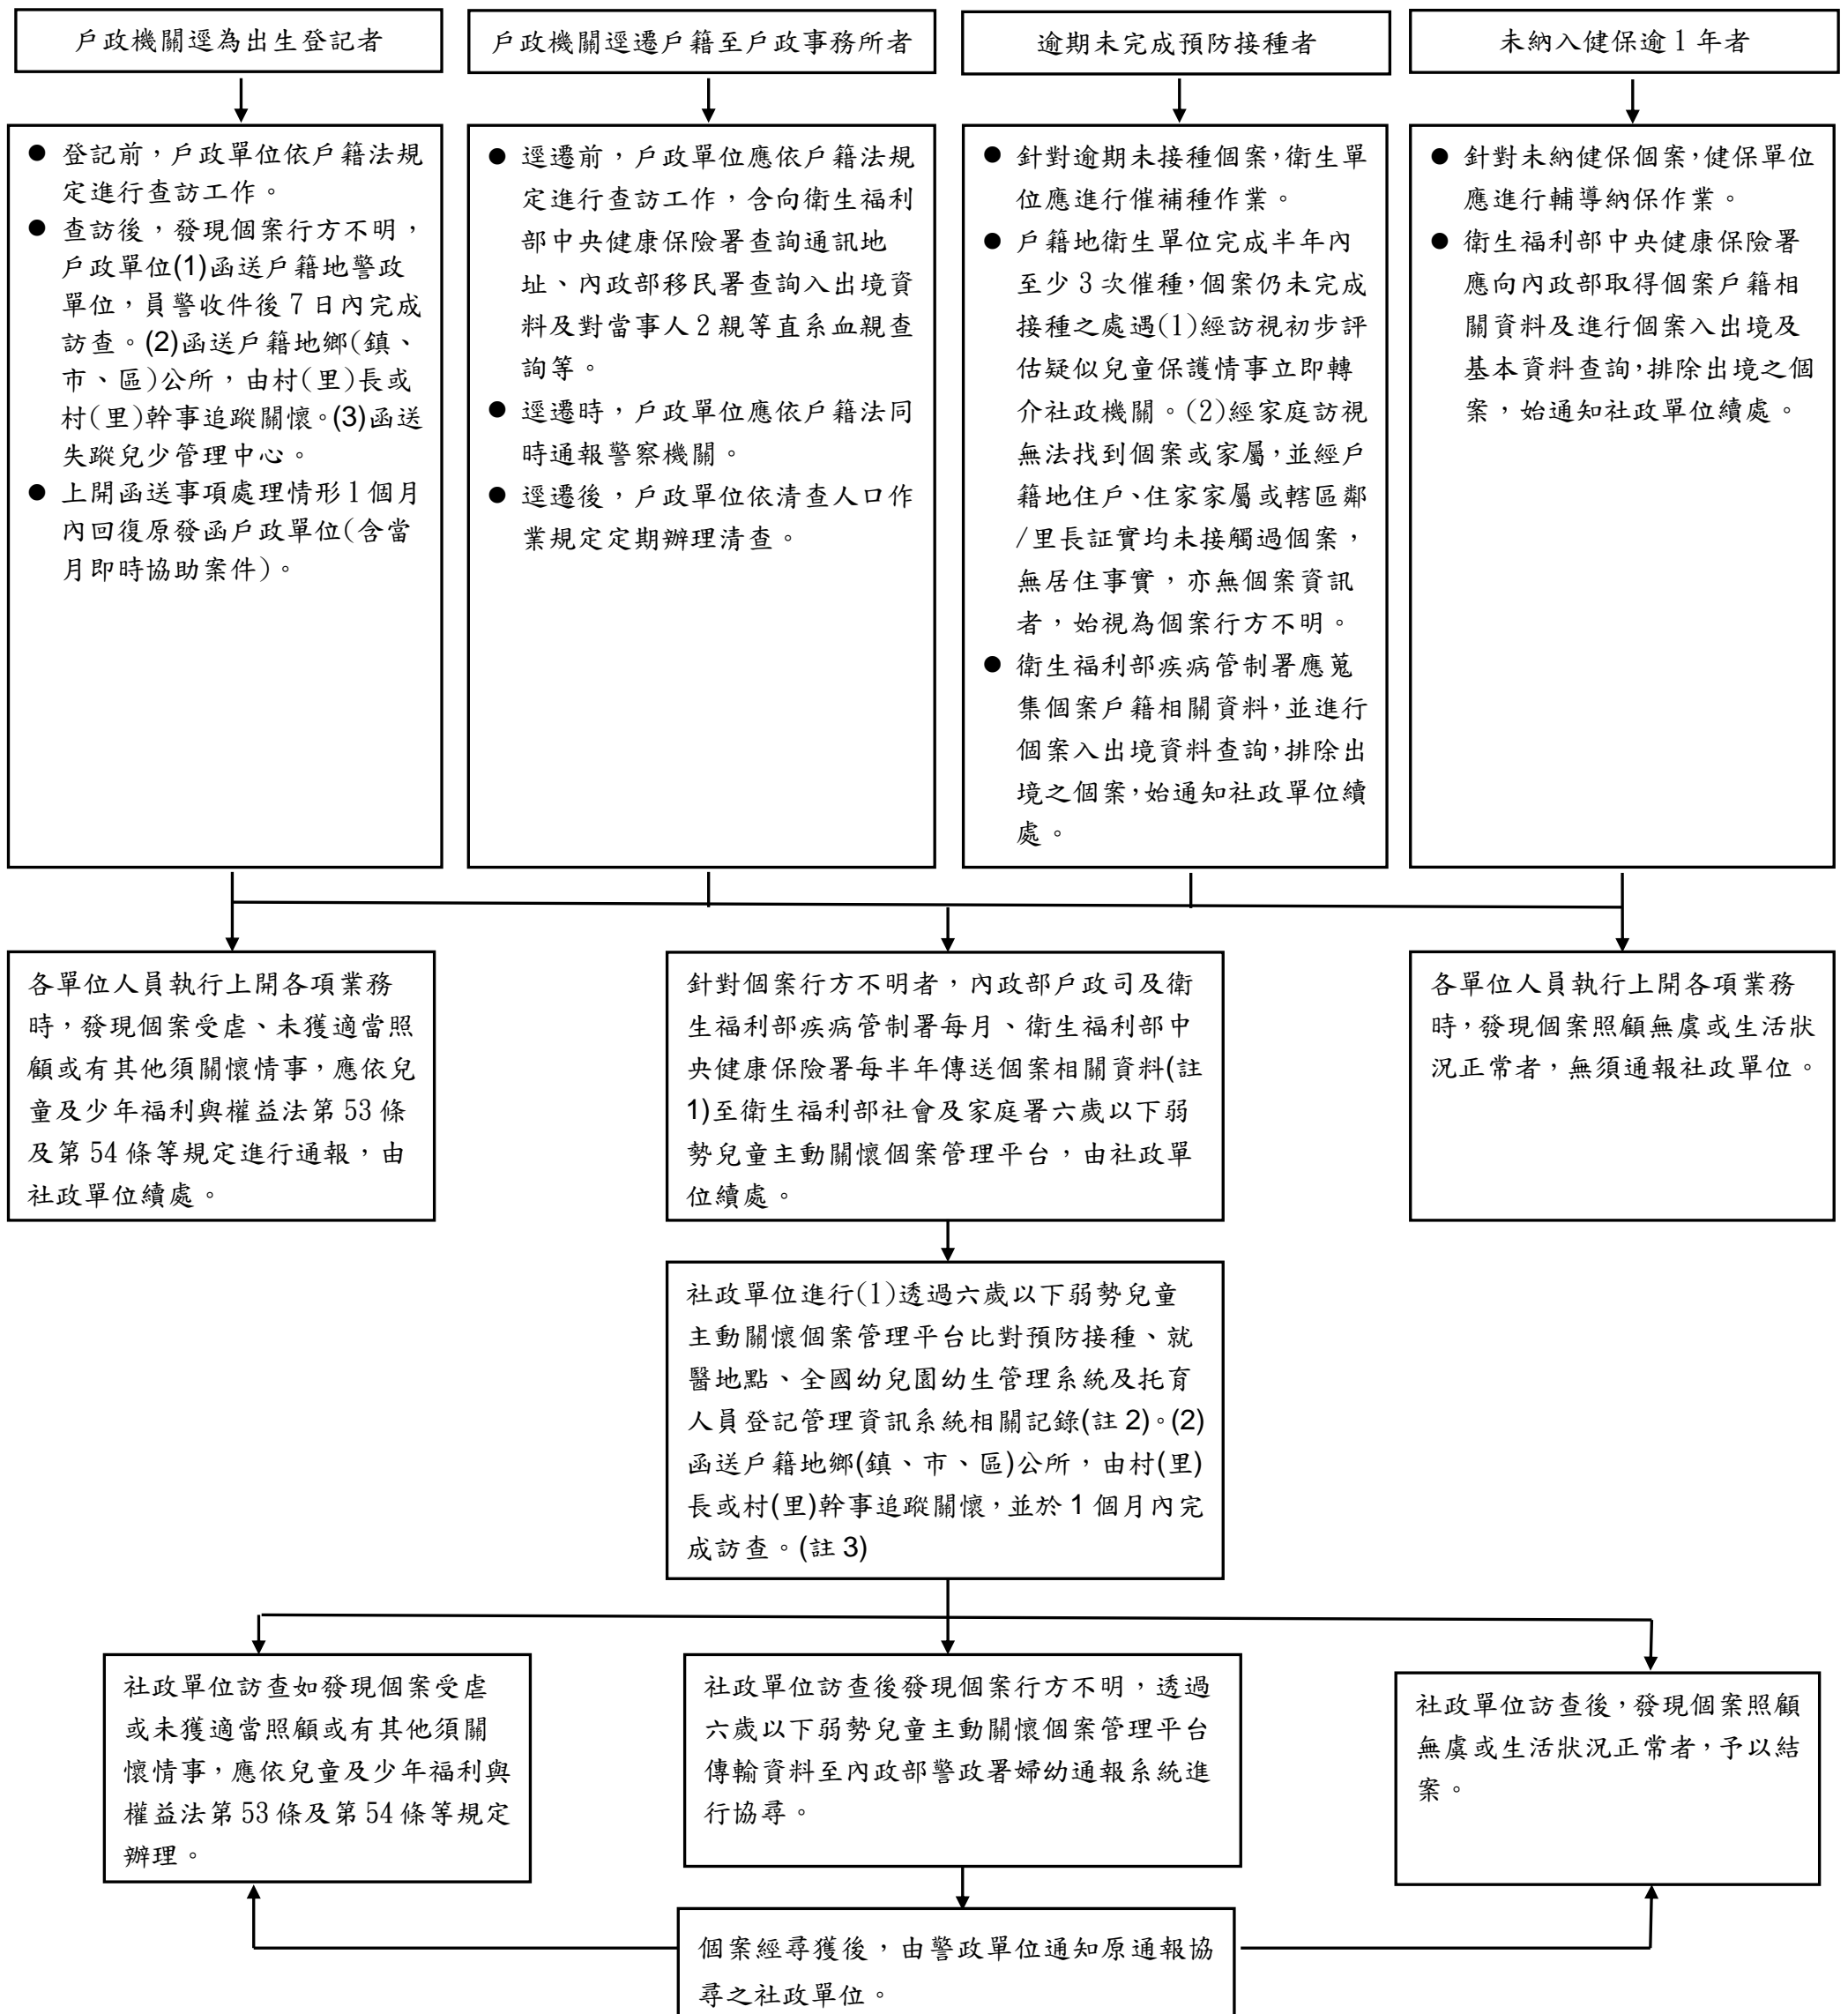 戶政機關逕為出生登記者
戶政機關逕遷戶籍至戶政事務所者
逾期未完成預防接種者
未納入健保逾1年者
● 登記前，戶政單位依戶籍法規
定進行查訪工作。
● 查訪後，發現個案行方不明，
戶政單位(1)函送戶籍地警政
單位，員警收件後7日內完成
訪查。(2)函送戶籍地鄉(鎮、
市、區)公所，由村(里)長或
村(里)幹事追蹤關懷。(3)函送
失蹤兒少管理中心。
● 上開函送事項處理情形1個月
內回復原發函戶政單位(含當
月即時協助案件)。
● 逕遷前，戶政單位應依戶籍法規
定進行查訪工作，含向衛生福利
部中央健康保險署查詢通訊地
址、內政部移民署查詢入出境資
料及對當事人2親等直系血親查
詢等。
● 逕遷時，戶政單位應依戶籍法同
時通報警察機關。
● 逕遷後，戶政單位依清查人口作
業規定定期辦理清查。
● 針對逾期未接種個案，衛生單
位應進行催補種作業。
● 戶籍地衛生單位完成半年內
至少3次催種，個案仍未完成
接種之處遇(1)經訪視初步評
估疑似兒童保護情事立即轉
介社政機關。(2)經家庭訪視
無法找到個案或家屬，並經戶
籍地住戶、住家家屬或轄區鄰
/里長証實均未接觸過個案，
無居住事實，亦無個案資訊
者，始視為個案行方不明。
● 衛生福利部疾病管制署應蒐
集個案戶籍相關資料，並進行
個案入出境資料查詢，排除出
境之個案，始通知社政單位續
處。
● 針對未納健保個案，健保單位
應進行輔導納保作業。
● 衛生福利部中央健康保險署
應向內政部取得個案戶籍相
關資料及進行個案入出境及
基本資料查詢，排除出境之個
案，始通知社政單位續處。
各單位人員執行上開各項業務
時，發現個案受虐、未獲適當照
顧或有其他須關懷情事，應依兒
童及少年福利與權益法第53條
及第54條等規定進行通報，由
社政單位續處。
針對個案行方不明者，內政部戶政司及衛
生福利部疾病管制署每月、衛生福利部中
央健康保險署每半年傳送個案相關資料(註
1)至衛生福利部社會及家庭署六歲以下弱
勢兒童主動關懷個案管理平台，由社政單
位續處。
各單位人員執行上開各項業務
時，發現個案照顧無虞或生活狀
況正常者，無須通報社政單位。
社政單位進行(1)透過六歲以下弱勢兒童
主動關懷個案管理平台比對預防接種、就
醫地點、全國幼兒園幼生管理系統及托育
人員登記管理資訊系統相關記錄(註2)。(2)
函送戶籍地鄉(鎮、市、區)公所，由村(里)
長或村(里)幹事追蹤關懷，並於1個月內完
成訪查。(註3)
社政單位訪查如發現個案受虐
或未獲適當照顧或有其他須關
懷情事，應依兒童及少年福利與
權益法第53條及第54條等規定
辦理。
社政單位訪查後發現個案行方不明，透過
六歲以下弱勢兒童主動關懷個案管理平台
傳輸資料至內政部警政署婦幼通報系統進
行協尋。
社政單位訪查後，發現個案照顧
無虞或生活狀況正常者，予以結
案。
個案經尋獲後，由警政單位通知原通報協
尋之社政單位。